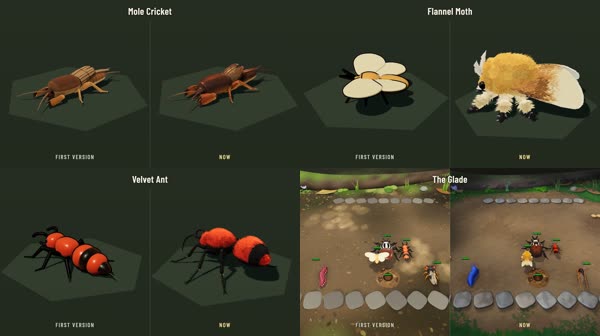 Mole Cricket
Flannel Moth
FIRST VERSION
NOW
FIRST VERSION
NOW
Velvet Ant
The Glade
FIRST VERSION
NOW
FIRST VERSION
NOW